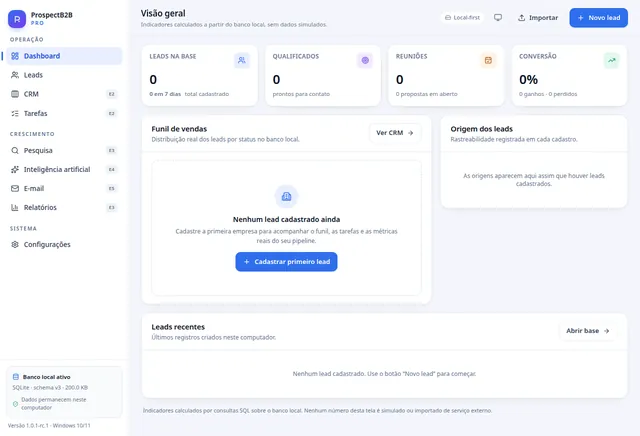 R
ProspectB2B
PRO
OPERAÇÃO
Dashboard
Leads
CRM E2
Tarefas E2
CRESCIMENTO
Pesquisa E3
Inteligência artificial E4
E-mail E5
Relatórios E3
SISTEMA
Configurações
Banco local ativo
SQLite · schema v3 · 200.0 KB
Dados permanecem neste
computador
Versão 1.0.1-rc.1 · Windows 10/11
Visão geral
Indicadores calculados a partir do banco local, sem dados simulados.
Local-first
Importar
Novo lead
LEADS NA BASE
0
0 em 7 dias total cadastrado
QUALIFICADOS
0
prontos para contato
REUNIÕES
0
0 propostas em aberto
CONVERSÃO
0%
0 ganhos · 0 perdidos
Funil de vendas
Distribuição real dos leads por status no banco local.
Ver CRM
Nenhum lead cadastrado ainda
Cadastre a primeira empresa para acompanhar o funil, as tarefas e as métricas
reais do seu pipeline.
Cadastrar primeiro lead
Origem dos leads
Rastreabilidade registrada em cada cadastro.
As origens aparecem aqui assim que houver leads
cadastrados.
Leads recentes
Últimos registros criados neste computador.
Abrir base
Nenhum lead cadastrado. Use o botão “Novo lead” para começar.
Indicadores calculados por consultas SQL sobre o banco local. Nenhum número desta tela é simulado ou importado de serviço externo.